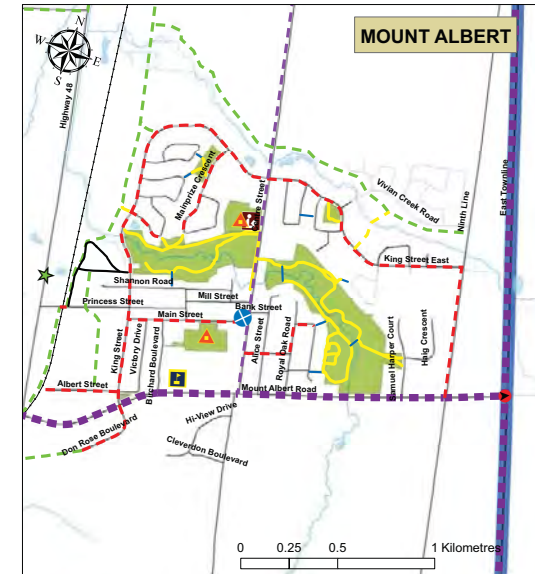 MOUNT ALBERT
N
W
E
S
Highway 48
Mainprize Crescent
Centre Street
Vivian Creek Road
Ninth Line
East Townline
King Street East
Shannon Road
Mill Street
Princess Street
Bank Street
Main Street
King Street
Victory Drive
Birchard Boulevard
Alice Street
Royal Oak Road
Samuel Harper Court
Haig Crescent
Albert Street
Mount Albert Road
Don Rose Boulevard
Hi-View Drive
Cleverdon Boulevard
0 0.25 0.5 1 Kilometres